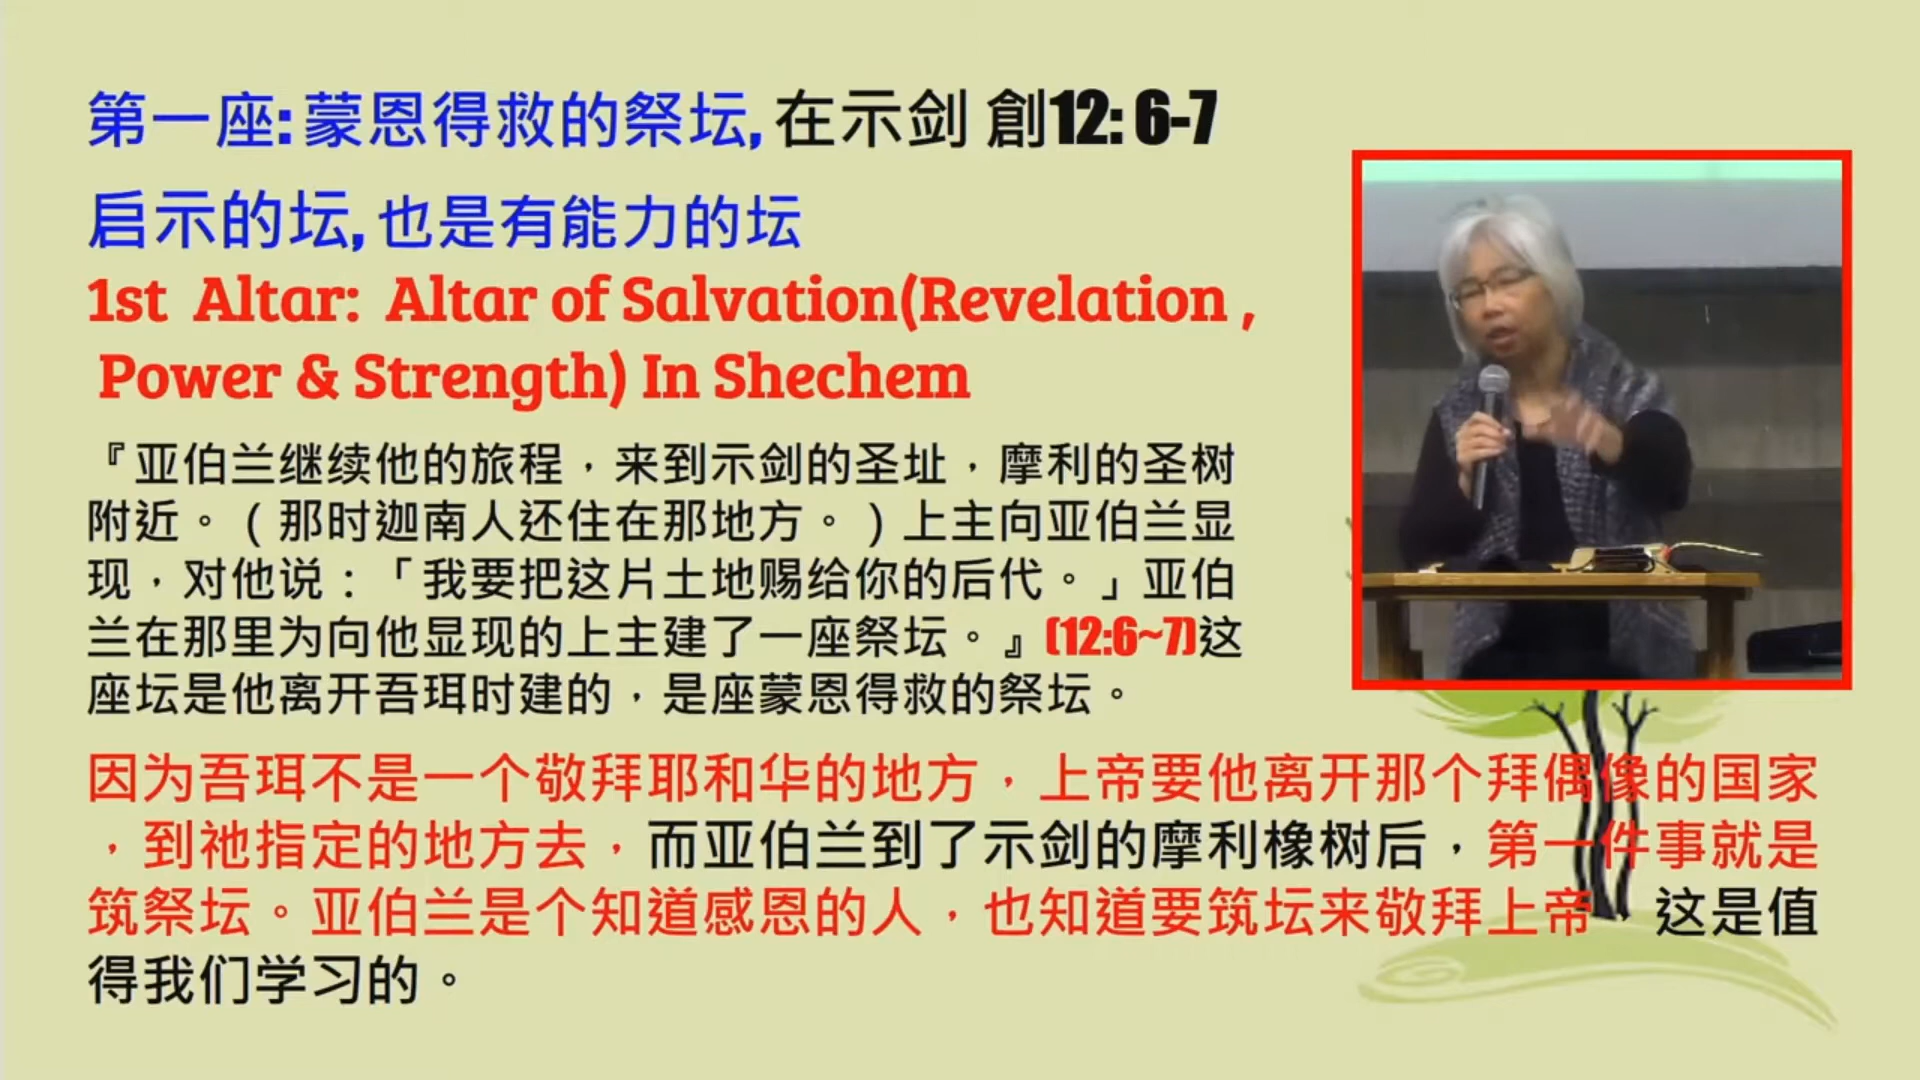 第一座: 蒙恩得救的祭坛, 在示剑 創12: 6-7
启示的坛, 也是有能力的坛
1st Altar: Altar of Salvation(Revelation ,
Power & Strength) In Shechem
『亚伯兰继续他的旅程，来到示剑的圣址，摩利的圣树
附近。（那时迦南人还住在那地方。）上主向亚伯兰显
现，对他说：「我要把这片土地赐给你的后代。」亚伯
兰在那里为向他显现的上主建了一座祭坛。』(12:6~7)这
座坛是他离开吾珥时建的，是座蒙恩得救的祭坛。
因为吾珥不是一个敬拜耶和华的地方，上帝要他离开那个拜偶像的国家
，到祂指定的地方去，而亚伯兰到了示剑的摩利橡树后，第一件事就是
筑祭坛。亚伯兰是个知道感恩的人，也知道要筑坛来敬拜上帝 这是值
得我们学习的。